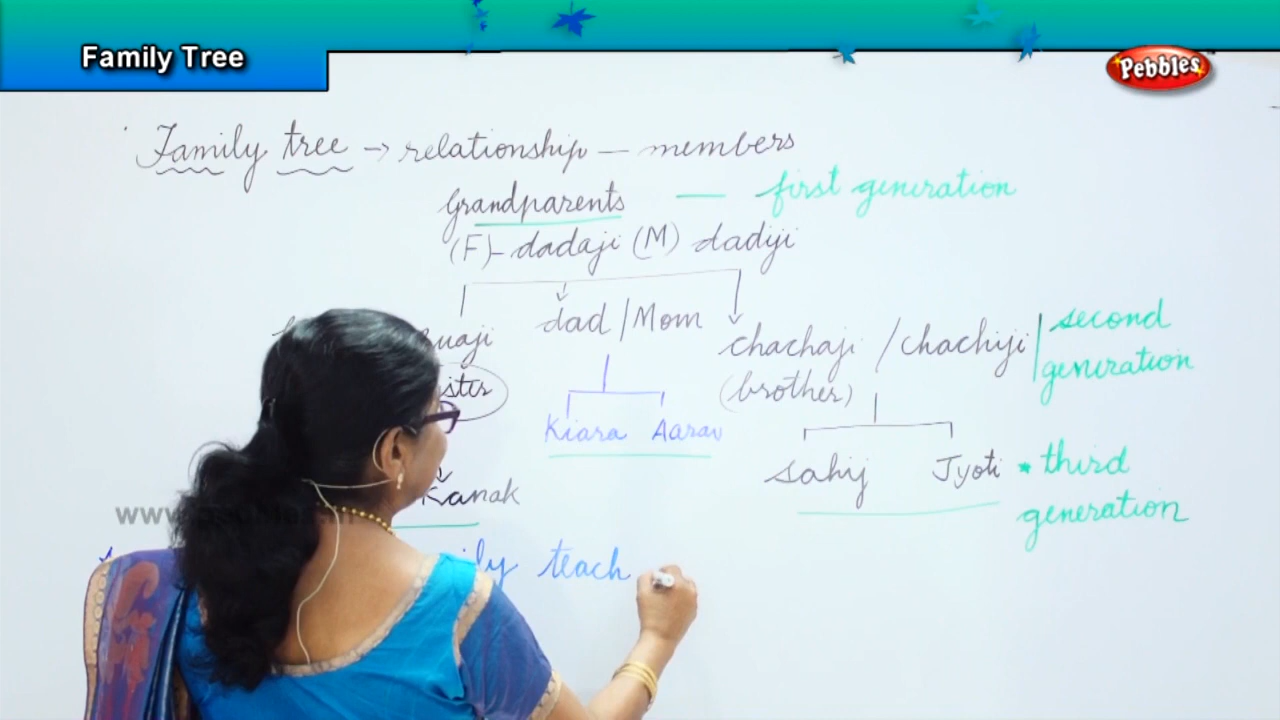 Family Tree
Pebbles
Family tree → relationship — members
Grandparents — first generation
(F)- dadaji (M) dadiji
dad / Mom
chachaji / chachiji
second generation
(brother)
Kiara Aarav
sahij Jyoti
* third generation
Kanak
teach